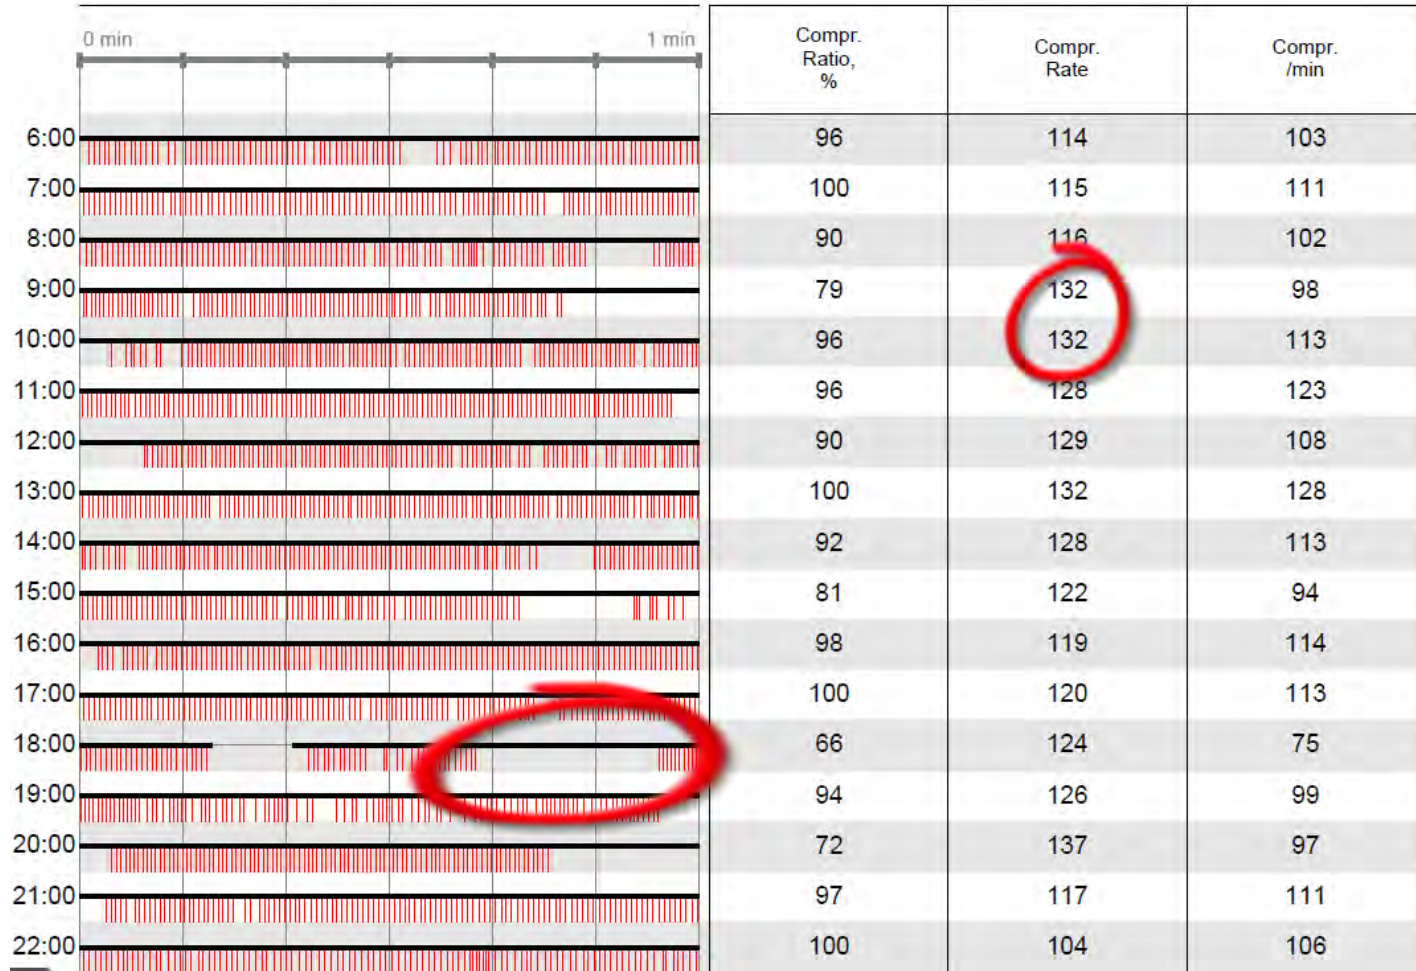 0 min 1 min
Compr. Ratio, % Compr. Rate Compr. /min
6:00 96 114 103
7:00 100 115 111
8:00 90 116 102
9:00 79 132 98
10:00 96 132 113
11:00 96 128 123
12:00 90 129 108
13:00 100 132 128
14:00 92 128 113
15:00 81 122 94
16:00 98 119 114
17:00 100 120 113
18:00 66 124 75
19:00 94 126 99
20:00 72 137 97
21:00 97 117 111
22:00 100 104 106